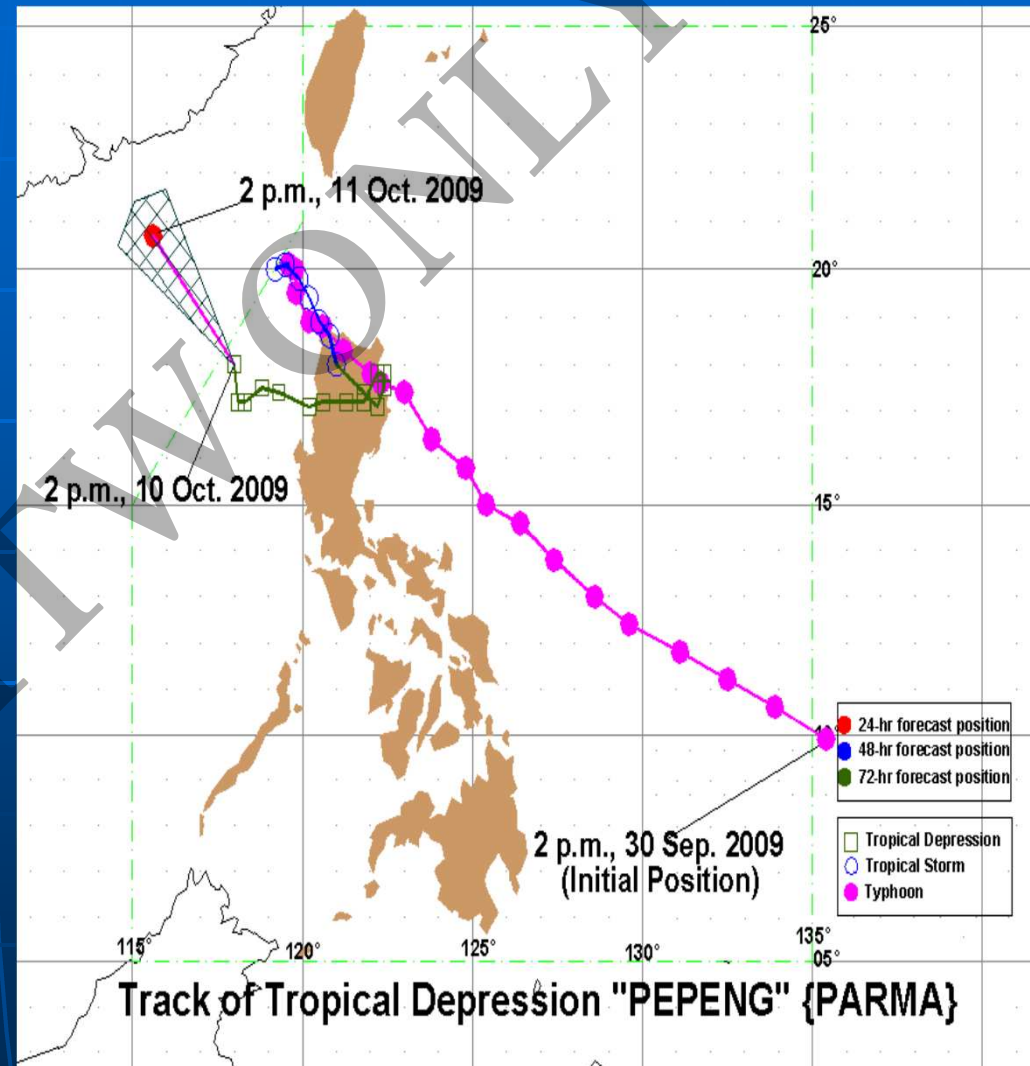 25°
2 p.m., 11 Oct. 2009
20°
2 p.m., 10 Oct. 2009
15°
24-hr forecast position
48-hr forecast position
72-hr forecast position
2 p.m., 30 Sep. 2009
(Initial Position)
Tropical Depression
Tropical Storm
Typhoon
115°
120°
125°
130°
135°
05°
Track of Tropical Depression "PEPENG" {PARMA}
TWONLY